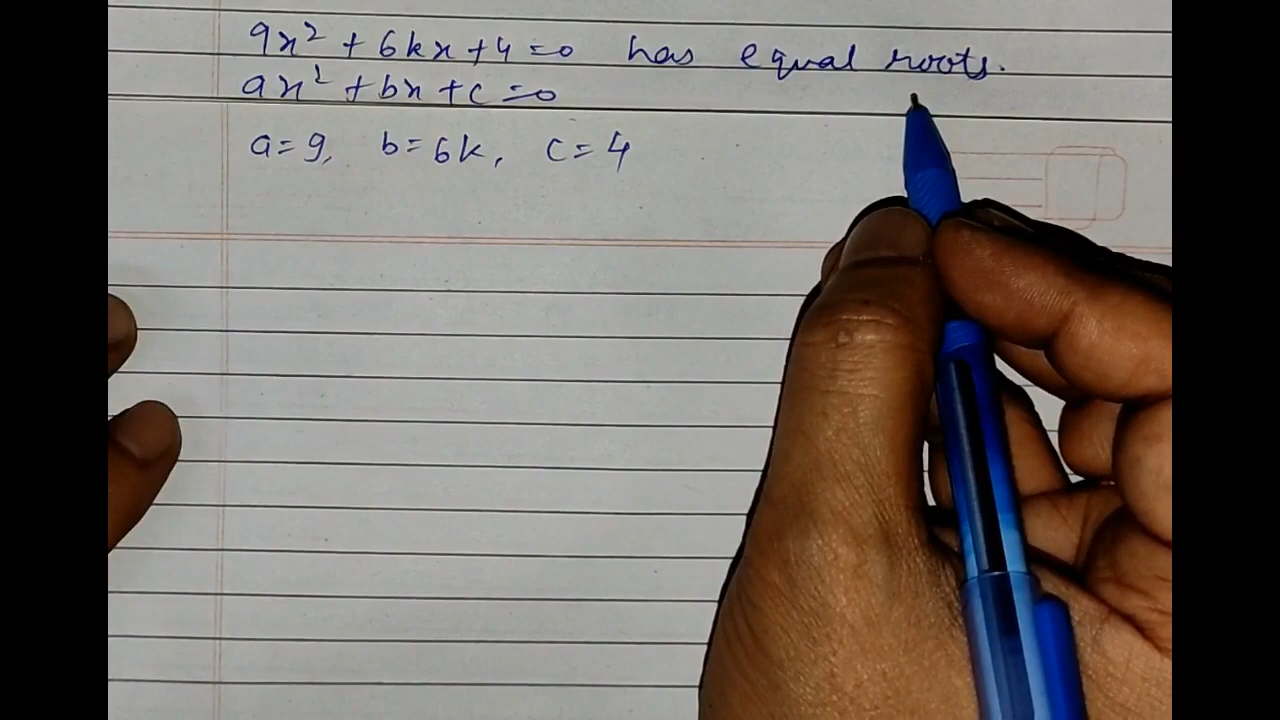 9x² + 6kx + 4 = 0 has equal roots.
ax² + bx + c = 0
a = 9, b = 6k, c = 4